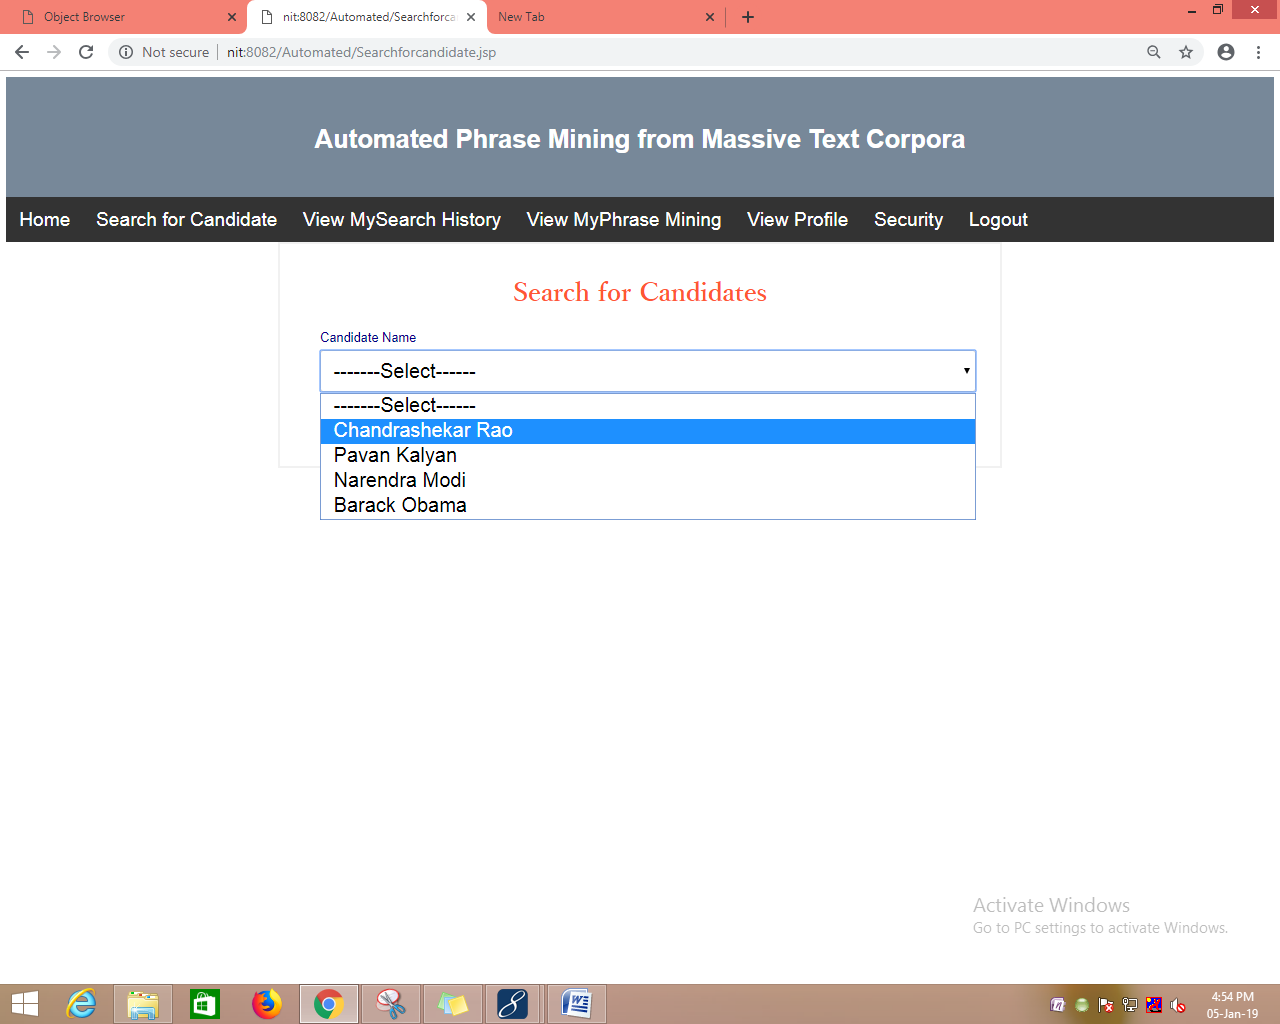 Object Browser
nit:8082/Automated/Searchforca
New Tab
Not secure
nit:8082/Automated/Searchforcandidate.jsp
Automated Phrase Mining from Massive Text Corpora
Home Search for Candidate View MySearch History View MyPhrase Mining View Profile Security Logout
Search for Candidates
Candidate Name
-------Select------
-------Select------
Chandrashekar Rao
Pavan Kalyan
Narendra Modi
Barack Obama
Activate Windows
Go to PC settings to activate Windows.
4:54 PM
05-Jan-19